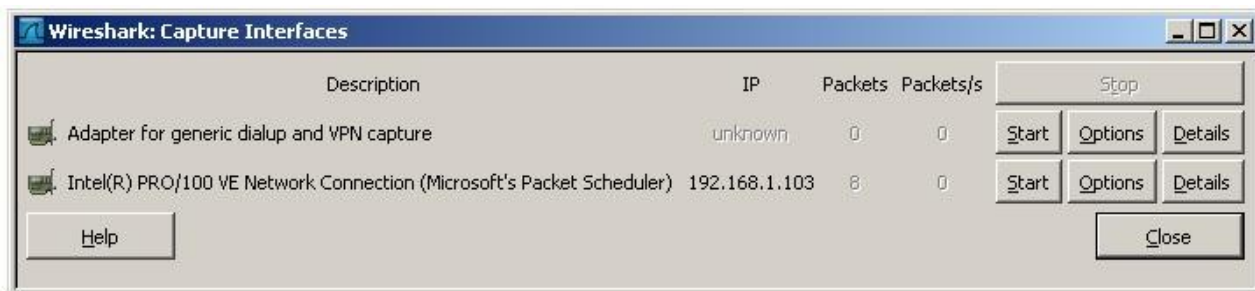 Wireshark: Capture Interfaces
Description IP Packets Packets/s Stop
Adapter for generic dialup and VPN capture unknown 0 0 Start Options Details
Intel(R) PRO/100 VE Network Connection (Microsoft's Packet Scheduler) 192.168.1.103 8 0 Start Options Details
Help Close